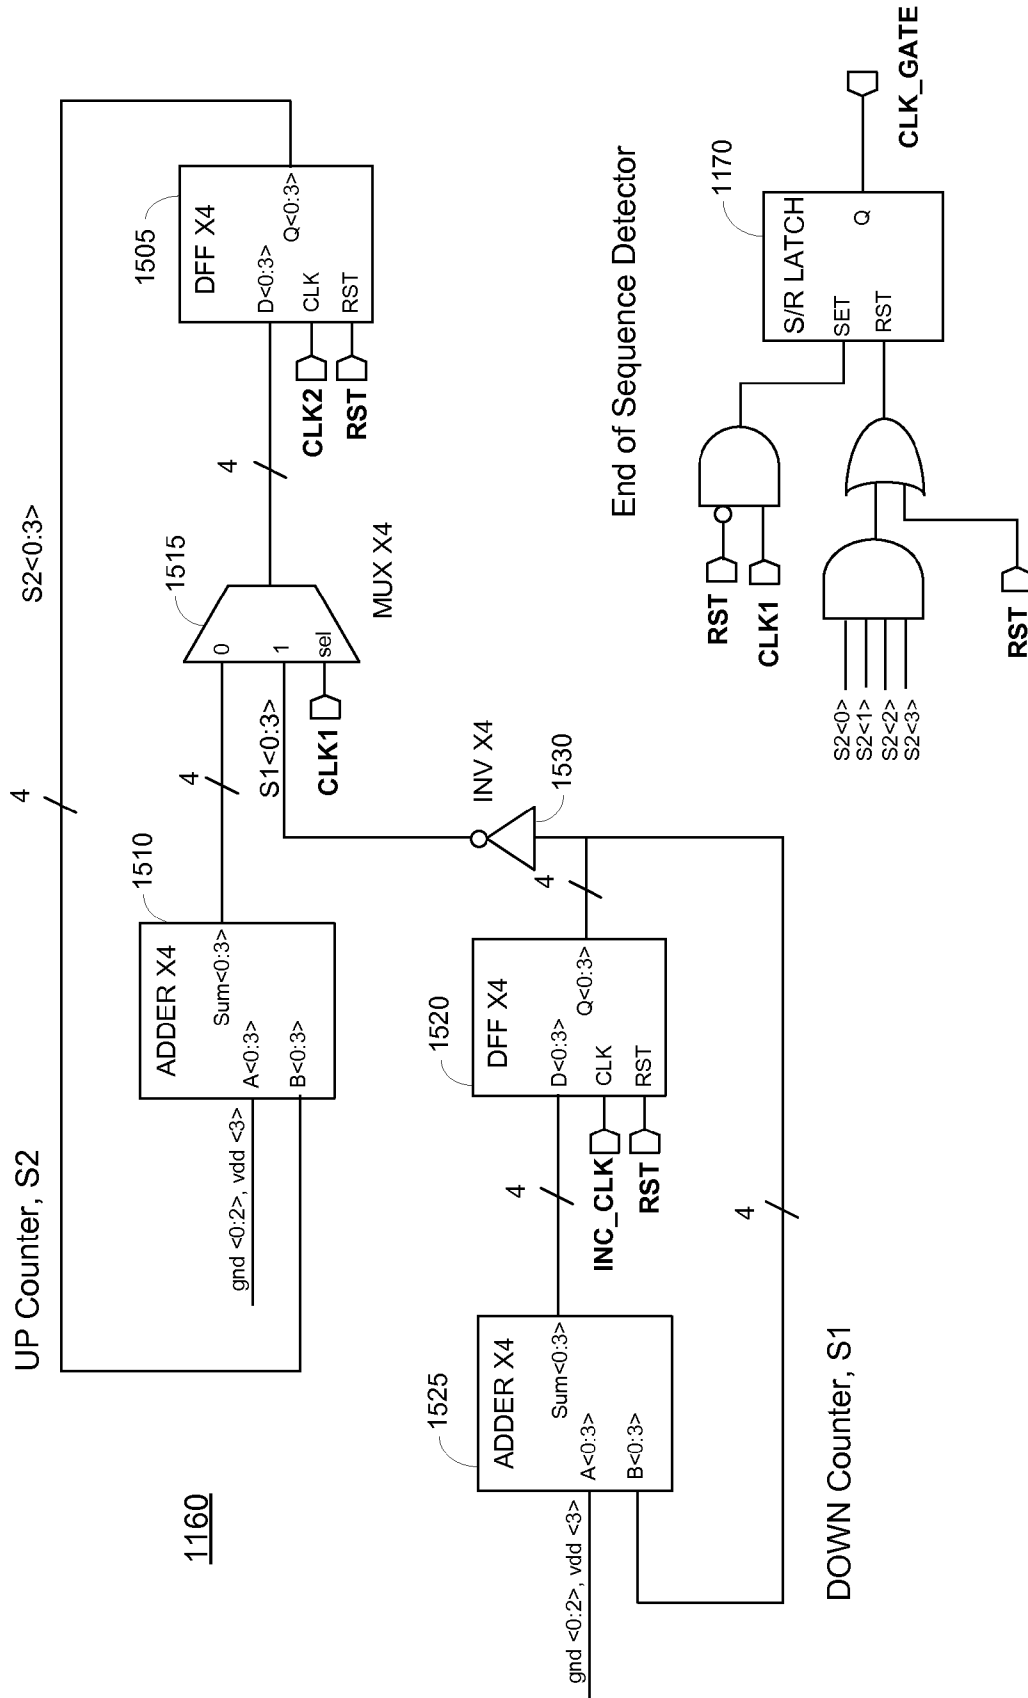 UP Counter, S2
1160
4
S2<0:3>
ADDER X4
Sum<0:3>
A<0:3>
B<0:3>
1510
gnd <0:2>, vdd <3>
4
S1<0:3>
0
1
sel
1515
MUX X4
CLK1
4
DFF X4
D<0:3>
Q<0:3>
CLK
RST
1505
CLK2
RST
ADDER X4
Sum<0:3>
A<0:3>
B<0:3>
1525
gnd <0:2>, vdd <3>
4
DFF X4
D<0:3>
Q<0:3>
CLK
RST
1520
INC_CLK
RST
4
INV X4
1530
4
DOWN Counter, S1
End of Sequence Detector
RST
CLK1
S2<0>
S2<1>
S2<2>
S2<3>
RST
S/R LATCH
SET
RST
Q
1170
CLK_GATE